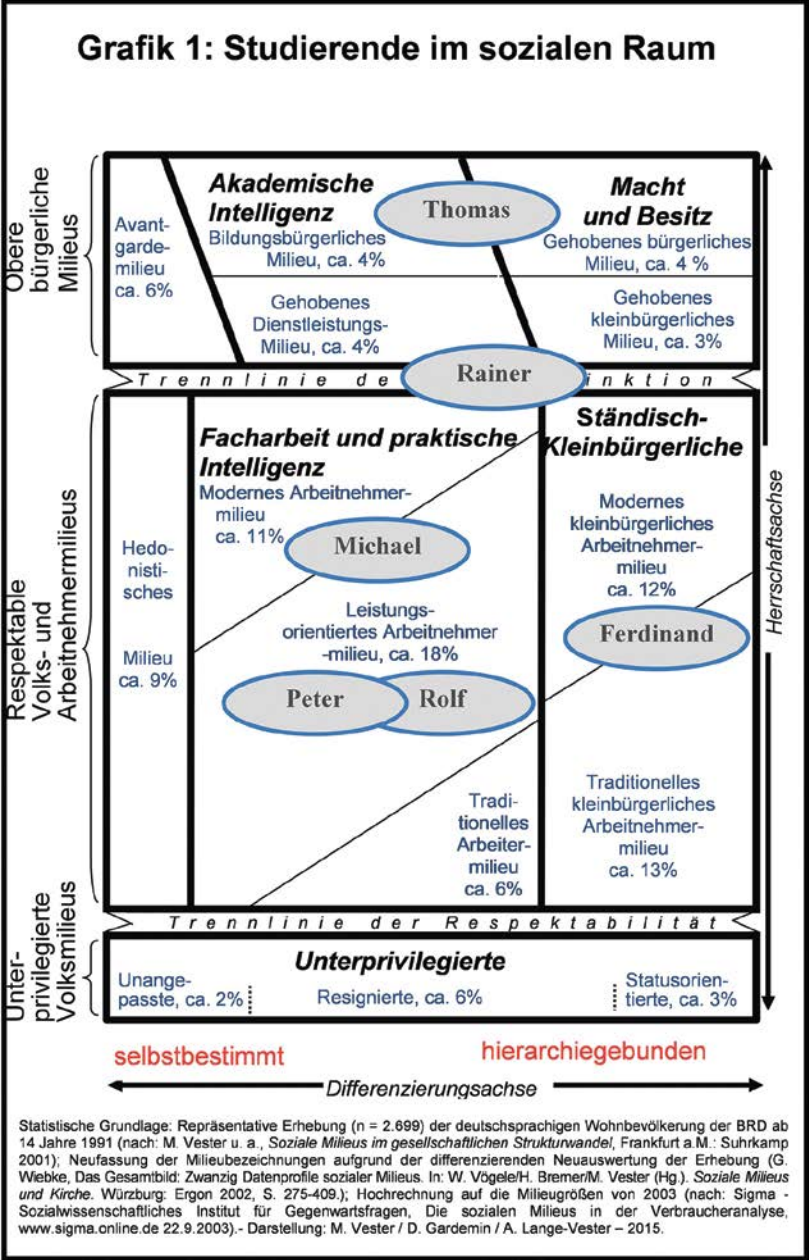 Grafik 1: Studierende im sozialen Raum
Obere
bürgerliche
Milieus
Avant-
garde-
milieu
ca. 6%
Akademische
Intelligenz
Bildungsbürgerliches
Milieu, ca. 4%
Thomas
Macht
und Besitz
Gehobenes bürgerliches
Milieu, ca. 4 %
Gehobenes
Dienstleistungs-
Milieu, ca. 4%
Gehobenes
kleinbürgerliches
Milieu, ca. 3%
Trennlinie de
Rainer
inktion
Respektable
Volks- und
Arbeitnehmermilieus
Hedo-
nisti-
sches
Milieu
ca. 9%
Facharbeit und praktische
Intelligenz
Modernes Arbeitnehmer-
milieu
ca. 11%
Michael
Leistungs-
orientiertes Arbeitnehmer
-milieu, ca. 18%
Peter
Rolf
Tradi-
tionelles
Arbeiter-
milieu
ca. 6%
Ständisch-
Kleinbürgerliche
Modernes
kleinbürgerliches
Arbeitnehmer-
milieu
ca. 12%
Ferdinand
Traditionelles
kleinbürgerliches
Arbeitnehmer-
milieu
ca. 13%
Herrschaftsachse
Trennlinie der Respektabilität
Unter-
privilegierte
Volksmilieus
Unterprivilegierte
Unange-
passte, ca. 2%
Resignierte, ca. 6%
Statusorien-
tierte, ca. 3%
selbstbestimmt
hierarchiegebunden
Differenzierungsachse
Statistische Grundlage: Repräsentative Erhebung (n = 2.699) der deutschsprachigen Wohnbevölkerung der BRD ab
14 Jahre 1991 (nach: M. Vester u. a., Soziale Milieus im gesellschaftlichen Strukturwandel, Frankfurt a.M.: Suhrkamp
2001); Neufassung der Milieubezeichnungen aufgrund der differenzierenden Neuauswertung der Erhebung (G.
Wiebke, Das Gesamtbild: Zwanzig Datenprofile sozialer Milieus. In: W. Vögele/H. Bremer/M. Vester (Hg.). Soziale Milieus
und Kirche. Würzburg: Ergon 2002, S. 275-409.); Hochrechnung auf die Milieugrößen von 2003 (nach: Sigma -
Sozialwissenschaftliches Institut für Gegenwartsfragen, Die sozialen Milieus in der Verbraucheranalyse,
www.sigma.online.de 22.9.2003).- Darstellung: M. Vester / D. Gardemin / A. Lange-Vester – 2015.